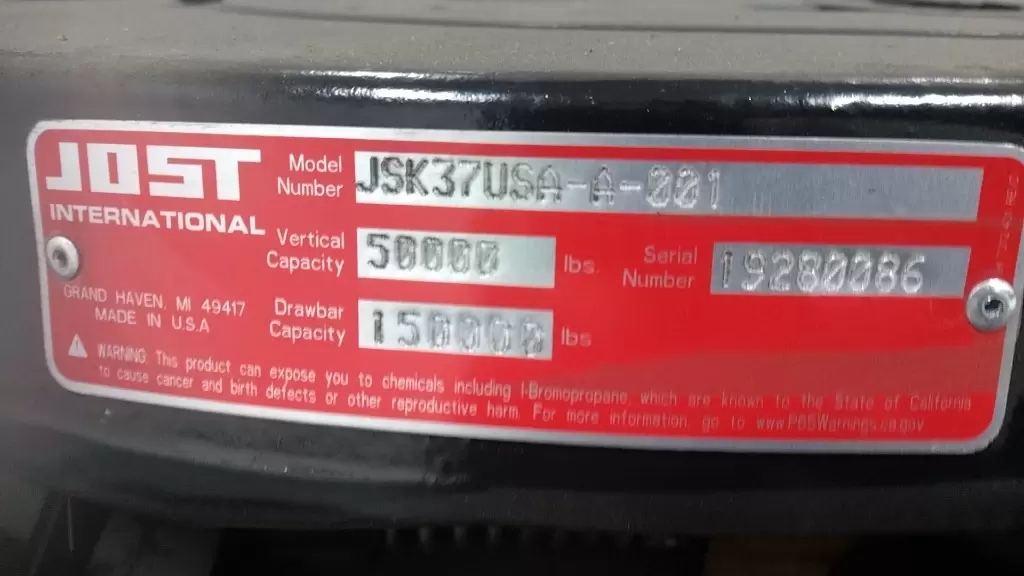 JOST
INTERNATIONAL
Model
Number
JSK37USA-A-001
Vertical
Capacity
50000
lbs.
Serial
Number
19280086
GRAND HAVEN, MI 49417
MADE IN U.S.A
Drawbar
Capacity
150000
lbs
WARNING: This product can expose you to chemicals including 1-Bromopropane, which are known to the State of California
to cause cancer and birth defects or other reproductive harm. For more information, go to www.P65Warnings.ca.gov